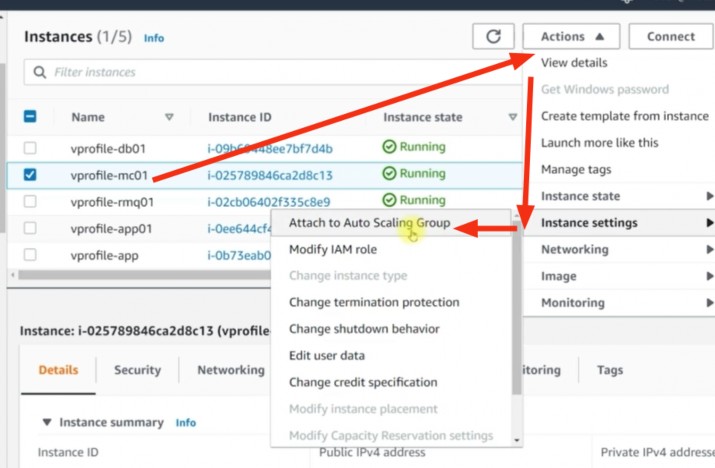 Instances (1/5) Info
Actions ▲
Connect
Filter instances
Name
Instance ID
Instance state
vprofile-db01
Running
vprofile-mc01
i-025789846ca2d8c13
Running
vprofile-rmq01
i-02cb06402f335c8e9
Running
vprofile-app01
i-0ee644cf4
vprofile-app
i-0b73eab0
View details
Get Windows password
Create template from instance
Launch more like this
Manage tags
Instance state
Instance settings
Networking
Image
Monitoring
Attach to Auto Scaling Group
Modify IAM role
Change instance type
Change termination protection
Change shutdown behavior
Edit user data
Change credit specification
Modify instance placement
Modify Capacity Reservation settings
Instance: i-025789846ca2d8c13 (vprofile-
Details
Security
Networking
itoring
Tags
▼ Instance summary Info
Instance ID
Public IPv4 address
Private IPv4 addresse